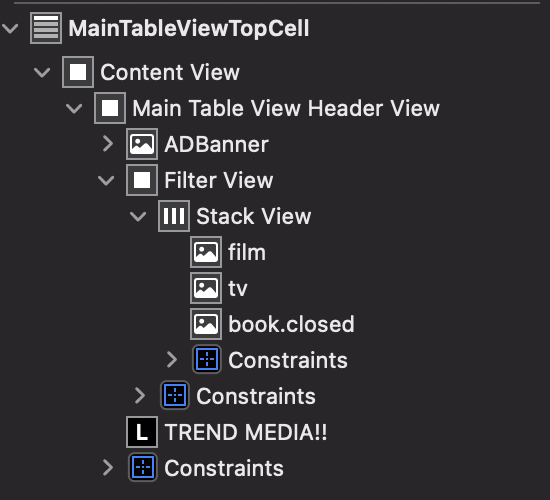 MainTableViewTopCell
Content View
Main Table View Header View
ADBanner
Filter View
Stack View
film
tv
book.closed
Constraints
Constraints
L TREND MEDIA!!
Constraints